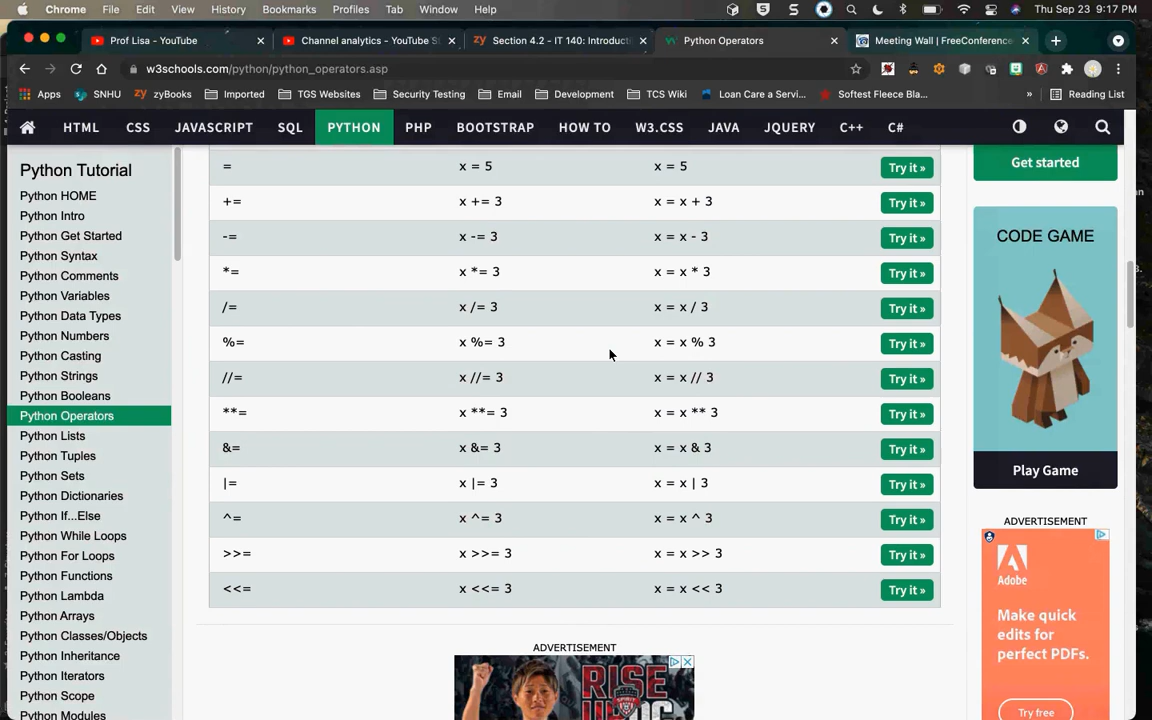 Chrome File Edit View History Bookmarks Profiles Tab Window Help Thu Sep 23 9:17 PM
Prof Lisa - YouTube Channel analytics - YouTube S Section 4.2 - IT 140: Introduct Python Operators Meeting Wall | FreeConference
w3schools.com/python/python_operators.asp
Apps SNHU zyBooks Imported TGS Websites Security Testing Email Development TCS Wiki Loan Care a Servi... Softest Fleece Bla... » Reading List
HTML CSS JAVASCRIPT SQL PYTHON PHP BOOTSTRAP HOW TO W3.CSS JAVA JQUERY C++ C#
Python Tutorial
Python HOME
Python Intro
Python Get Started
Python Syntax
Python Comments
Python Variables
Python Data Types
Python Numbers
Python Casting
Python Strings
Python Booleans
Python Operators
Python Lists
Python Tuples
Python Sets
Python Dictionaries
Python If...Else
Python While Loops
Python For Loops
Python Functions
Python Lambda
Python Arrays
Python Classes/Objects
Python Inheritance
Python Iterators
Python Scope
Python Modules
= x = 5 x = 5 Try it »
+= x += 3 x = x + 3 Try it »
-= x -= 3 x = x - 3 Try it »
*= x *= 3 x = x * 3 Try it »
/= x /= 3 x = x / 3 Try it »
%= x %= 3 x = x % 3 Try it »
//= x //= 3 x = x // 3 Try it »
**= x **= 3 x = x ** 3 Try it »
&= x &= 3 x = x & 3 Try it »
|= x |= 3 x = x | 3 Try it »
^= x ^= 3 x = x ^ 3 Try it »
>>= x >>= 3 x = x >> 3 Try it »
<<= x <<= 3 x = x << 3 Try it »
ADVERTISEMENT
RISE
Get started
CODE GAME
Play Game
ADVERTISEMENT
Adobe
Make quick
edits for
perfect PDFs.
Try free